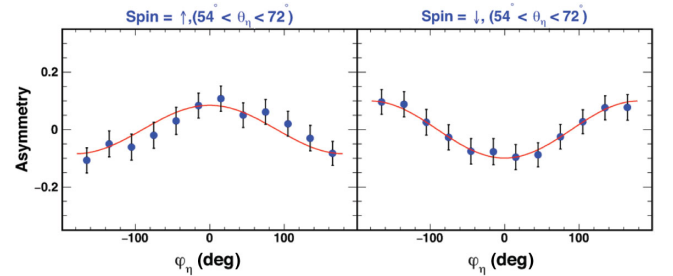 Spin = ↑,(54° < θη < 72°)
Spin = ↓, (54° < θη < 72°)
Asymmetry
0.2
0
−0.2
−100
0
100
−100
0
100
φη (deg)
φη (deg)